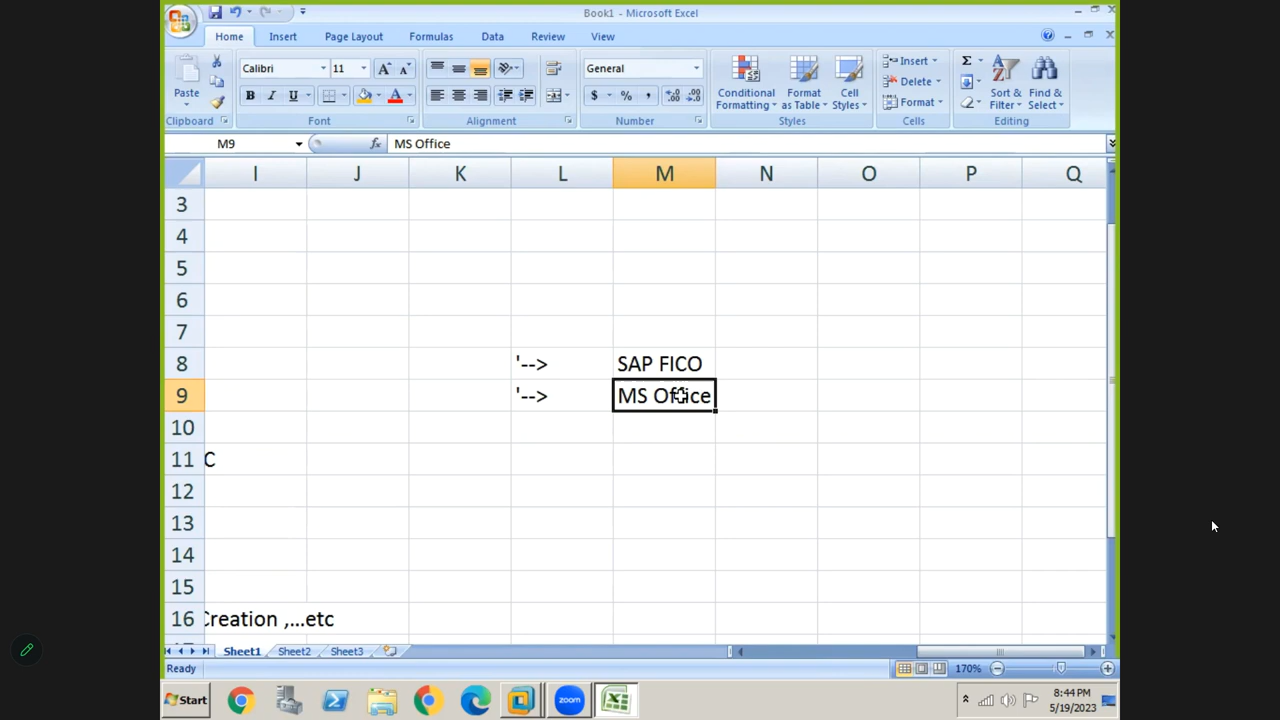 Book1 - Microsoft Excel
Home Insert Page Layout Formulas Data Review View
Paste
Calibri 11
B I U
General
$ % ,
Conditional Formatting
Format as Table
Cell Styles
Insert
Delete
Format
Σ
Sort & Filter
Find & Select
Clipboard Font Alignment Number Styles Cells Editing
M9 fx MS Office
I J K L M N O P Q
3
4
5
6
7
8 '--> SAP FICO
9 '--> MS Office
10
11 C
12
13
14
15
16 Creation ,...etc
Sheet1 Sheet2 Sheet3
Ready 170%
Start zoom 8:44 PM
5/19/2023